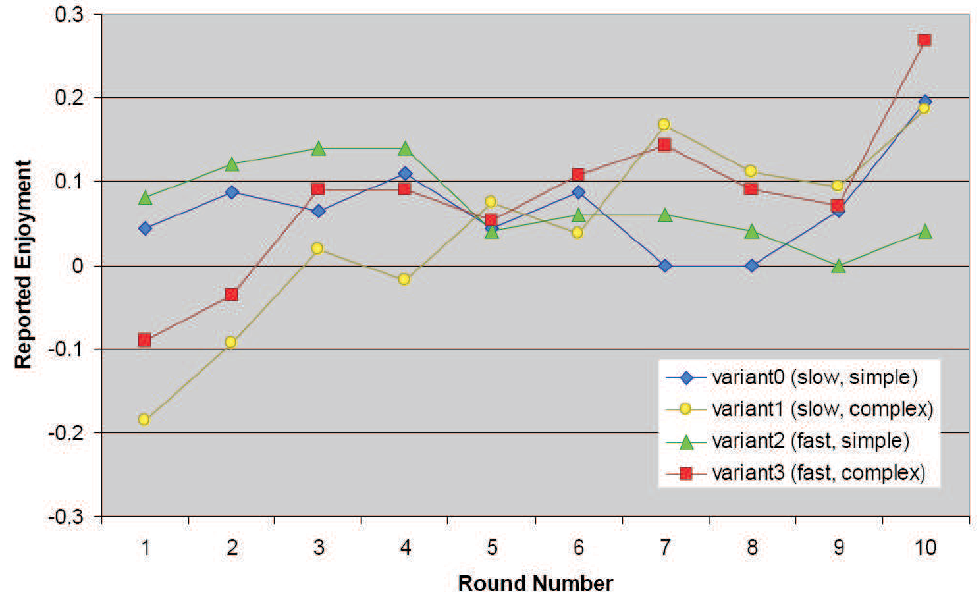 0.3
0.2
0.1
0
-0.1
-0.2
-0.3
Reported Enjoyment
variant0 (slow, simple)
variant1 (slow, complex)
variant2 (fast, simple)
variant3 (fast, complex)
1 2 3 4 5 6 7 8 9 10
Round Number